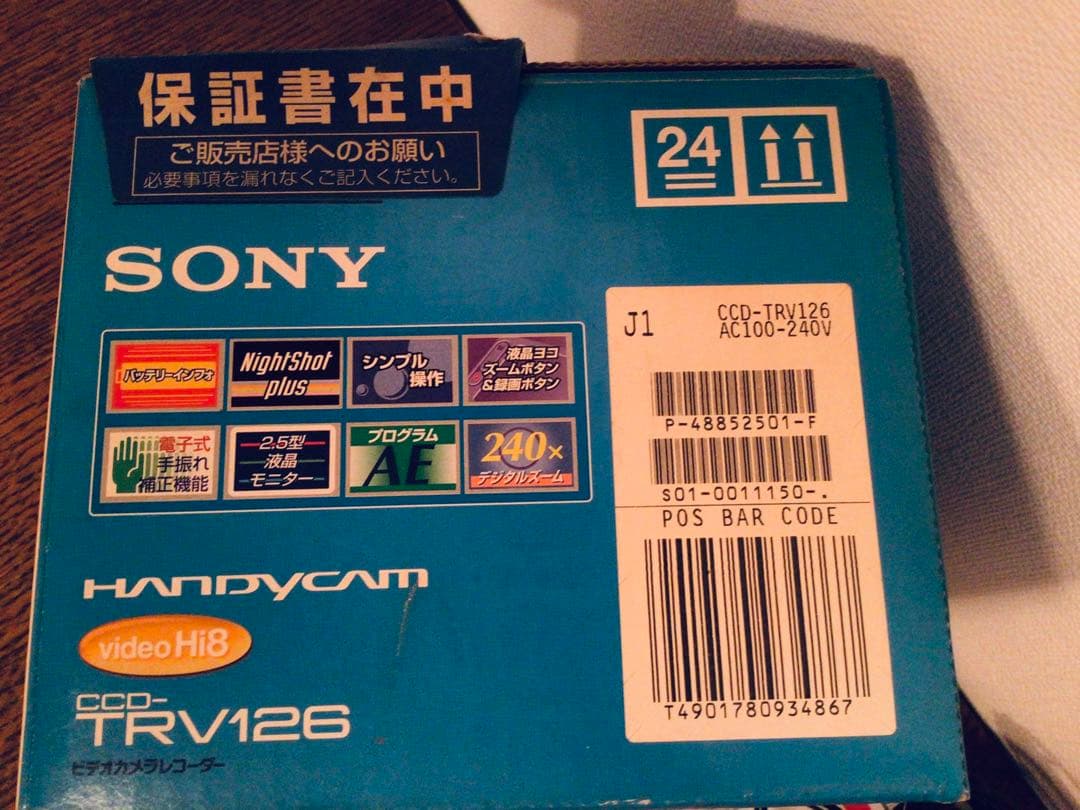 保証書在中
ご販売店様へのお願い
必要事項を漏れなくご記入ください。
24
SONY
J1
CCD-TRV126
AC100-240V
バッテリーインフォ
NightShot
plus
シンプル
操作
液晶ヨコ
ズームボタン
&録画ボタン
P-48852501-F
電子式
手振れ
補正機能
2.5型
液晶
モニター
プログラム
AE
240×
デジタルズーム
S01-0011150-.
POS BAR CODE
HANDYCAM
video Hi8
T4901780934867
CCD-
TRV126
ビデオカメラレコーダー